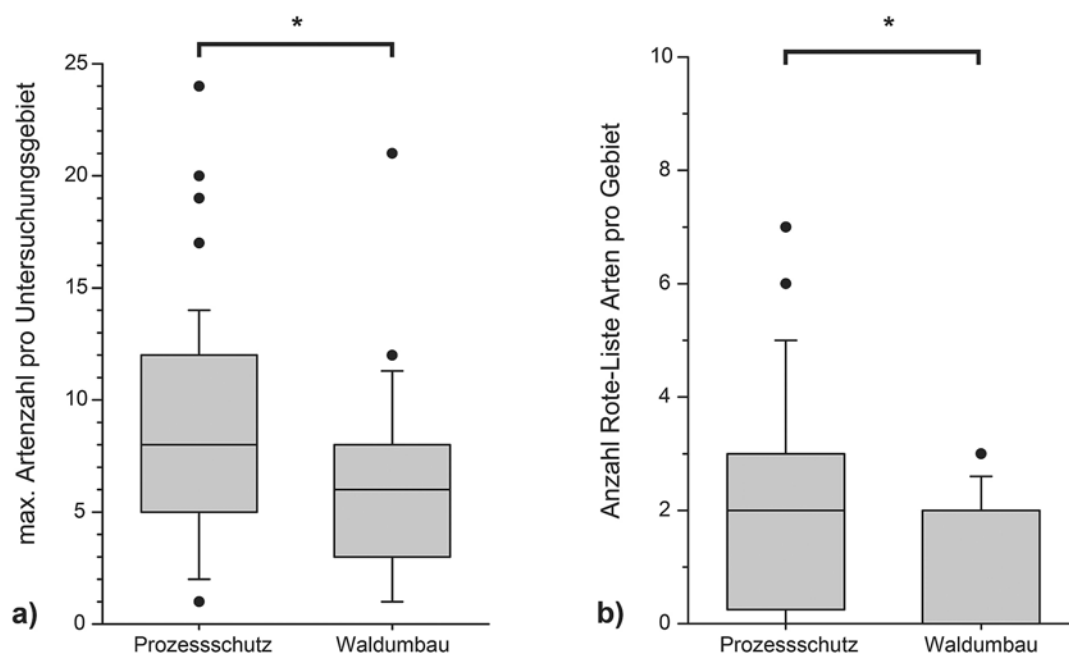 *
max. Artenzahl pro Untersuchungsgebiet
25
20
15
10
5
0
a)
Prozessschutz Waldumbau
*
Anzahl Rote-Liste Arten pro Gebiet
10
8
6
4
2
0
b)
Prozessschutz Waldumbau